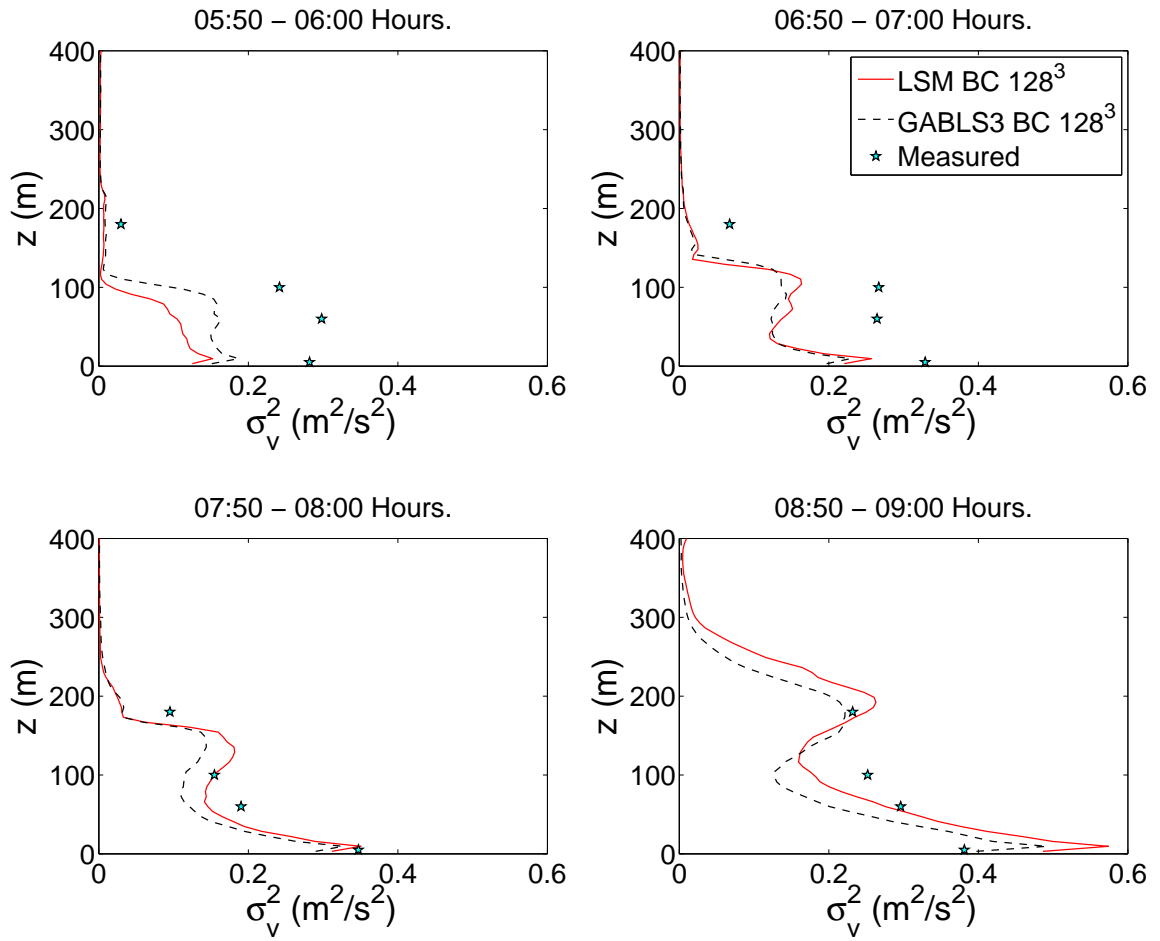 05:50 − 06:00 Hours.
400
300
200
100
0
z (m)
0
0.2
0.4
0.6
σ_v^2 (m^2/s^2)
06:50 − 07:00 Hours.
LSM BC 128^3
GABLS3 BC 128^3
Measured
400
300
200
100
0
z (m)
0
0.2
0.4
0.6
σ_v^2 (m^2/s^2)
07:50 − 08:00 Hours.
400
300
200
100
0
z (m)
0
0.2
0.4
0.6
σ_v^2 (m^2/s^2)
08:50 − 09:00 Hours.
400
300
200
100
0
z (m)
0
0.2
0.4
0.6
σ_v^2 (m^2/s^2)